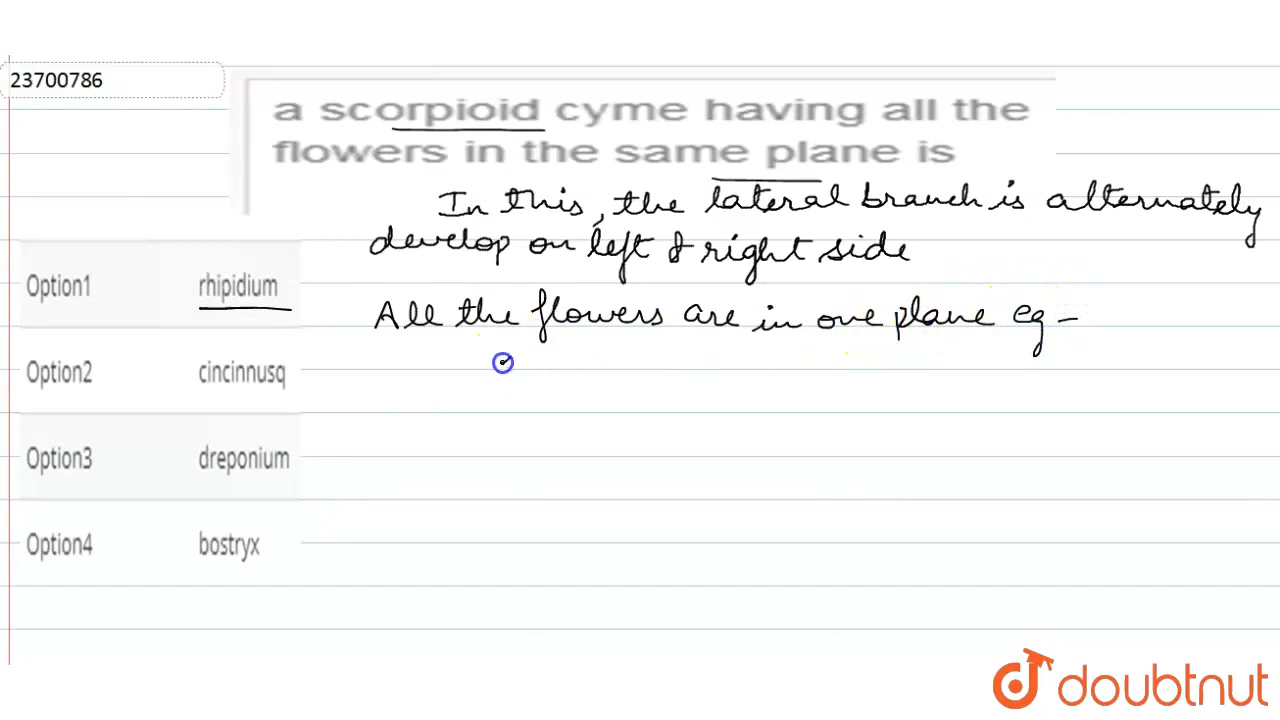 23700786
a scorpioid cyme having all the
flowers in the same plane is
In this, the lateral branch is alternately
develop on left & right side
Option1 rhipidium
All the flowers are in one plane eg -
Option2 cincinnusq
Option3 dreponium
Option4 bostryx
doubtnut